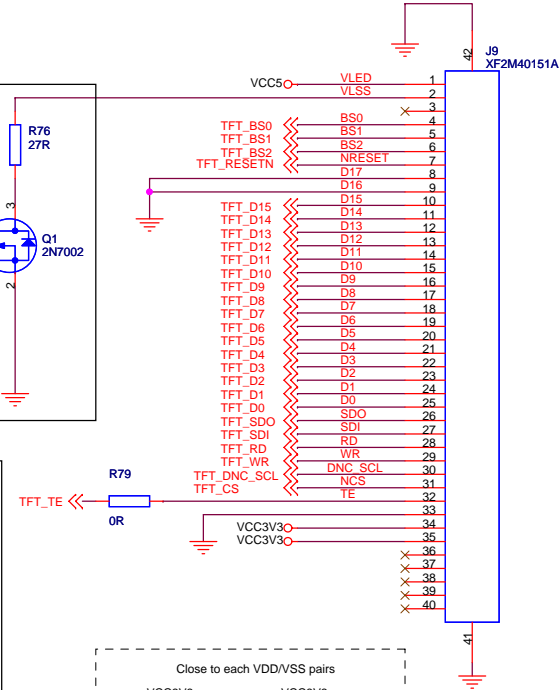 J9
XF2M40151A
42
VCC5 VLED 1
VLSS 2
3
TFT_BS0 BS0 4
TFT_BS1 BS1 5
TFT_BS2 BS2 6
TFT_RESETN NRESET 7
D17 8
D16 9
TFT_D15 D15 10
TFT_D14 D14 11
TFT_D13 D13 12
TFT_D12 D12 13
TFT_D11 D11 14
TFT_D10 D10 15
TFT_D9 D9 16
TFT_D8 D8 17
TFT_D7 D7 18
TFT_D6 D6 19
TFT_D5 D5 20
TFT_D4 D4 21
TFT_D3 D3 22
TFT_D2 D2 23
TFT_D1 D1 24
TFT_D0 D0 25
TFT_SDO SDO 26
TFT_SDI SDI 27
TFT_RD RD 28
TFT_WR WR 29
TFT_DNC_SCL DNC_SCL 30
TFT_CS NCS 31
TFT_TE TE 32
33
VCC3V3 34
VCC3V3 35
36
37
38
39
40
41
R76
27R
3
Q1
2N7002
2
R79
0R
Close to each VDD/VSS pairs
VCC3V3 VCC3V3